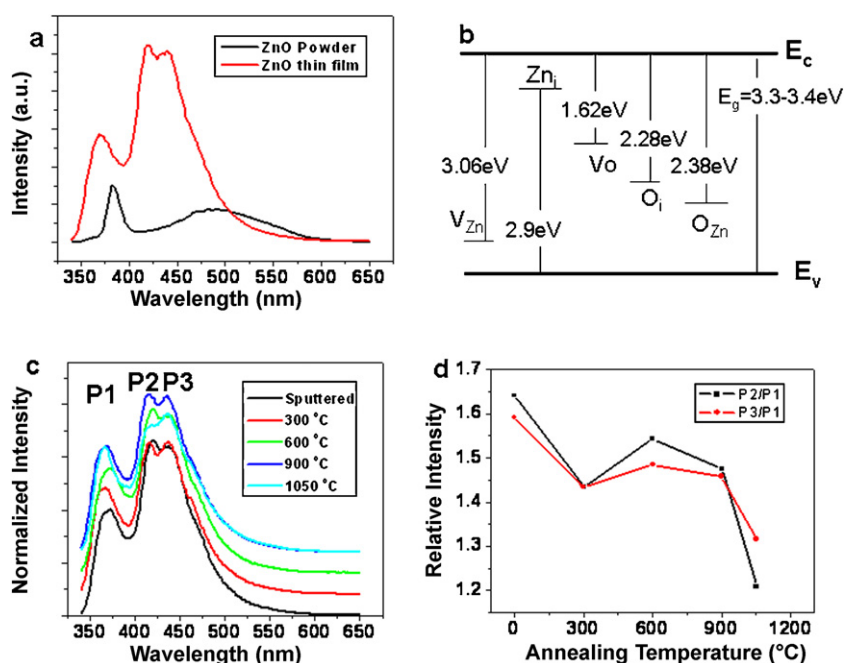 a
ZnO Powder
ZnO thin film
Intensity (a.u.)
350 400 450 500 550 600 650
Wavelength (nm)
b
Ec
Zni
Eg=3.3-3.4eV
1.62eV
2.28eV
Vo
3.06eV
2.38eV
Oi
VZn
OZn
2.9eV
Ev
c
P1 P2 P3
Sputtered
300 °C
600 °C
900 °C
1050 °C
Normalized Intensity
350 400 450 500 550 600 650
Wavelength (nm)
d
1.7
1.6
1.5
1.4
1.3
1.2
P2/P1
P3/P1
Relative Intensity
0 300 600 900 1200
Annealing Temperature (°C)